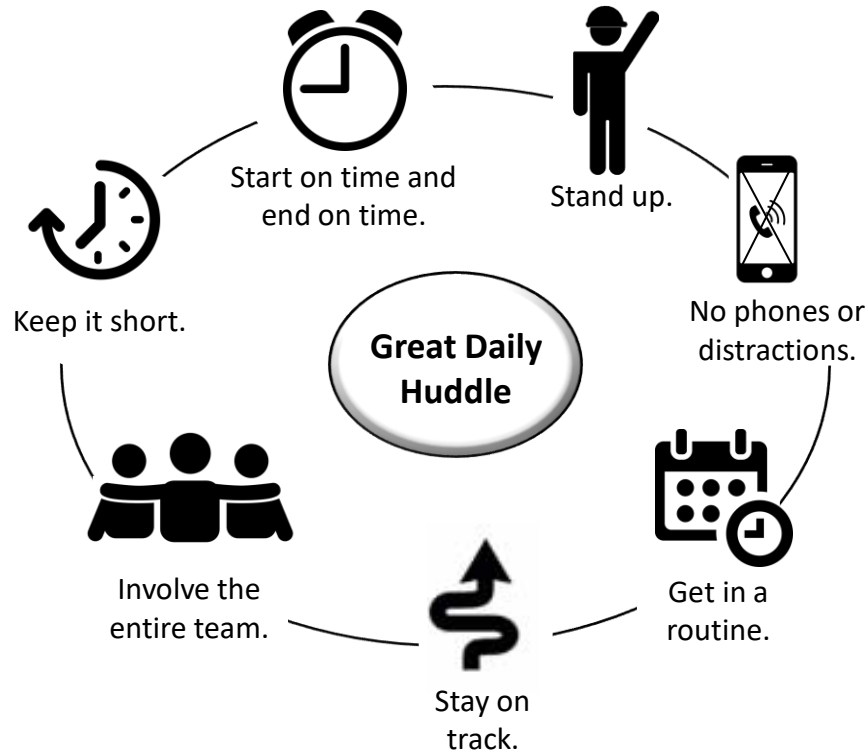 Start on time and
end on time.
Stand up.
No phones or
distractions.
Get in a
routine.
Stay on
track.
Involve the
entire team.
Keep it short.
Great Daily
Huddle